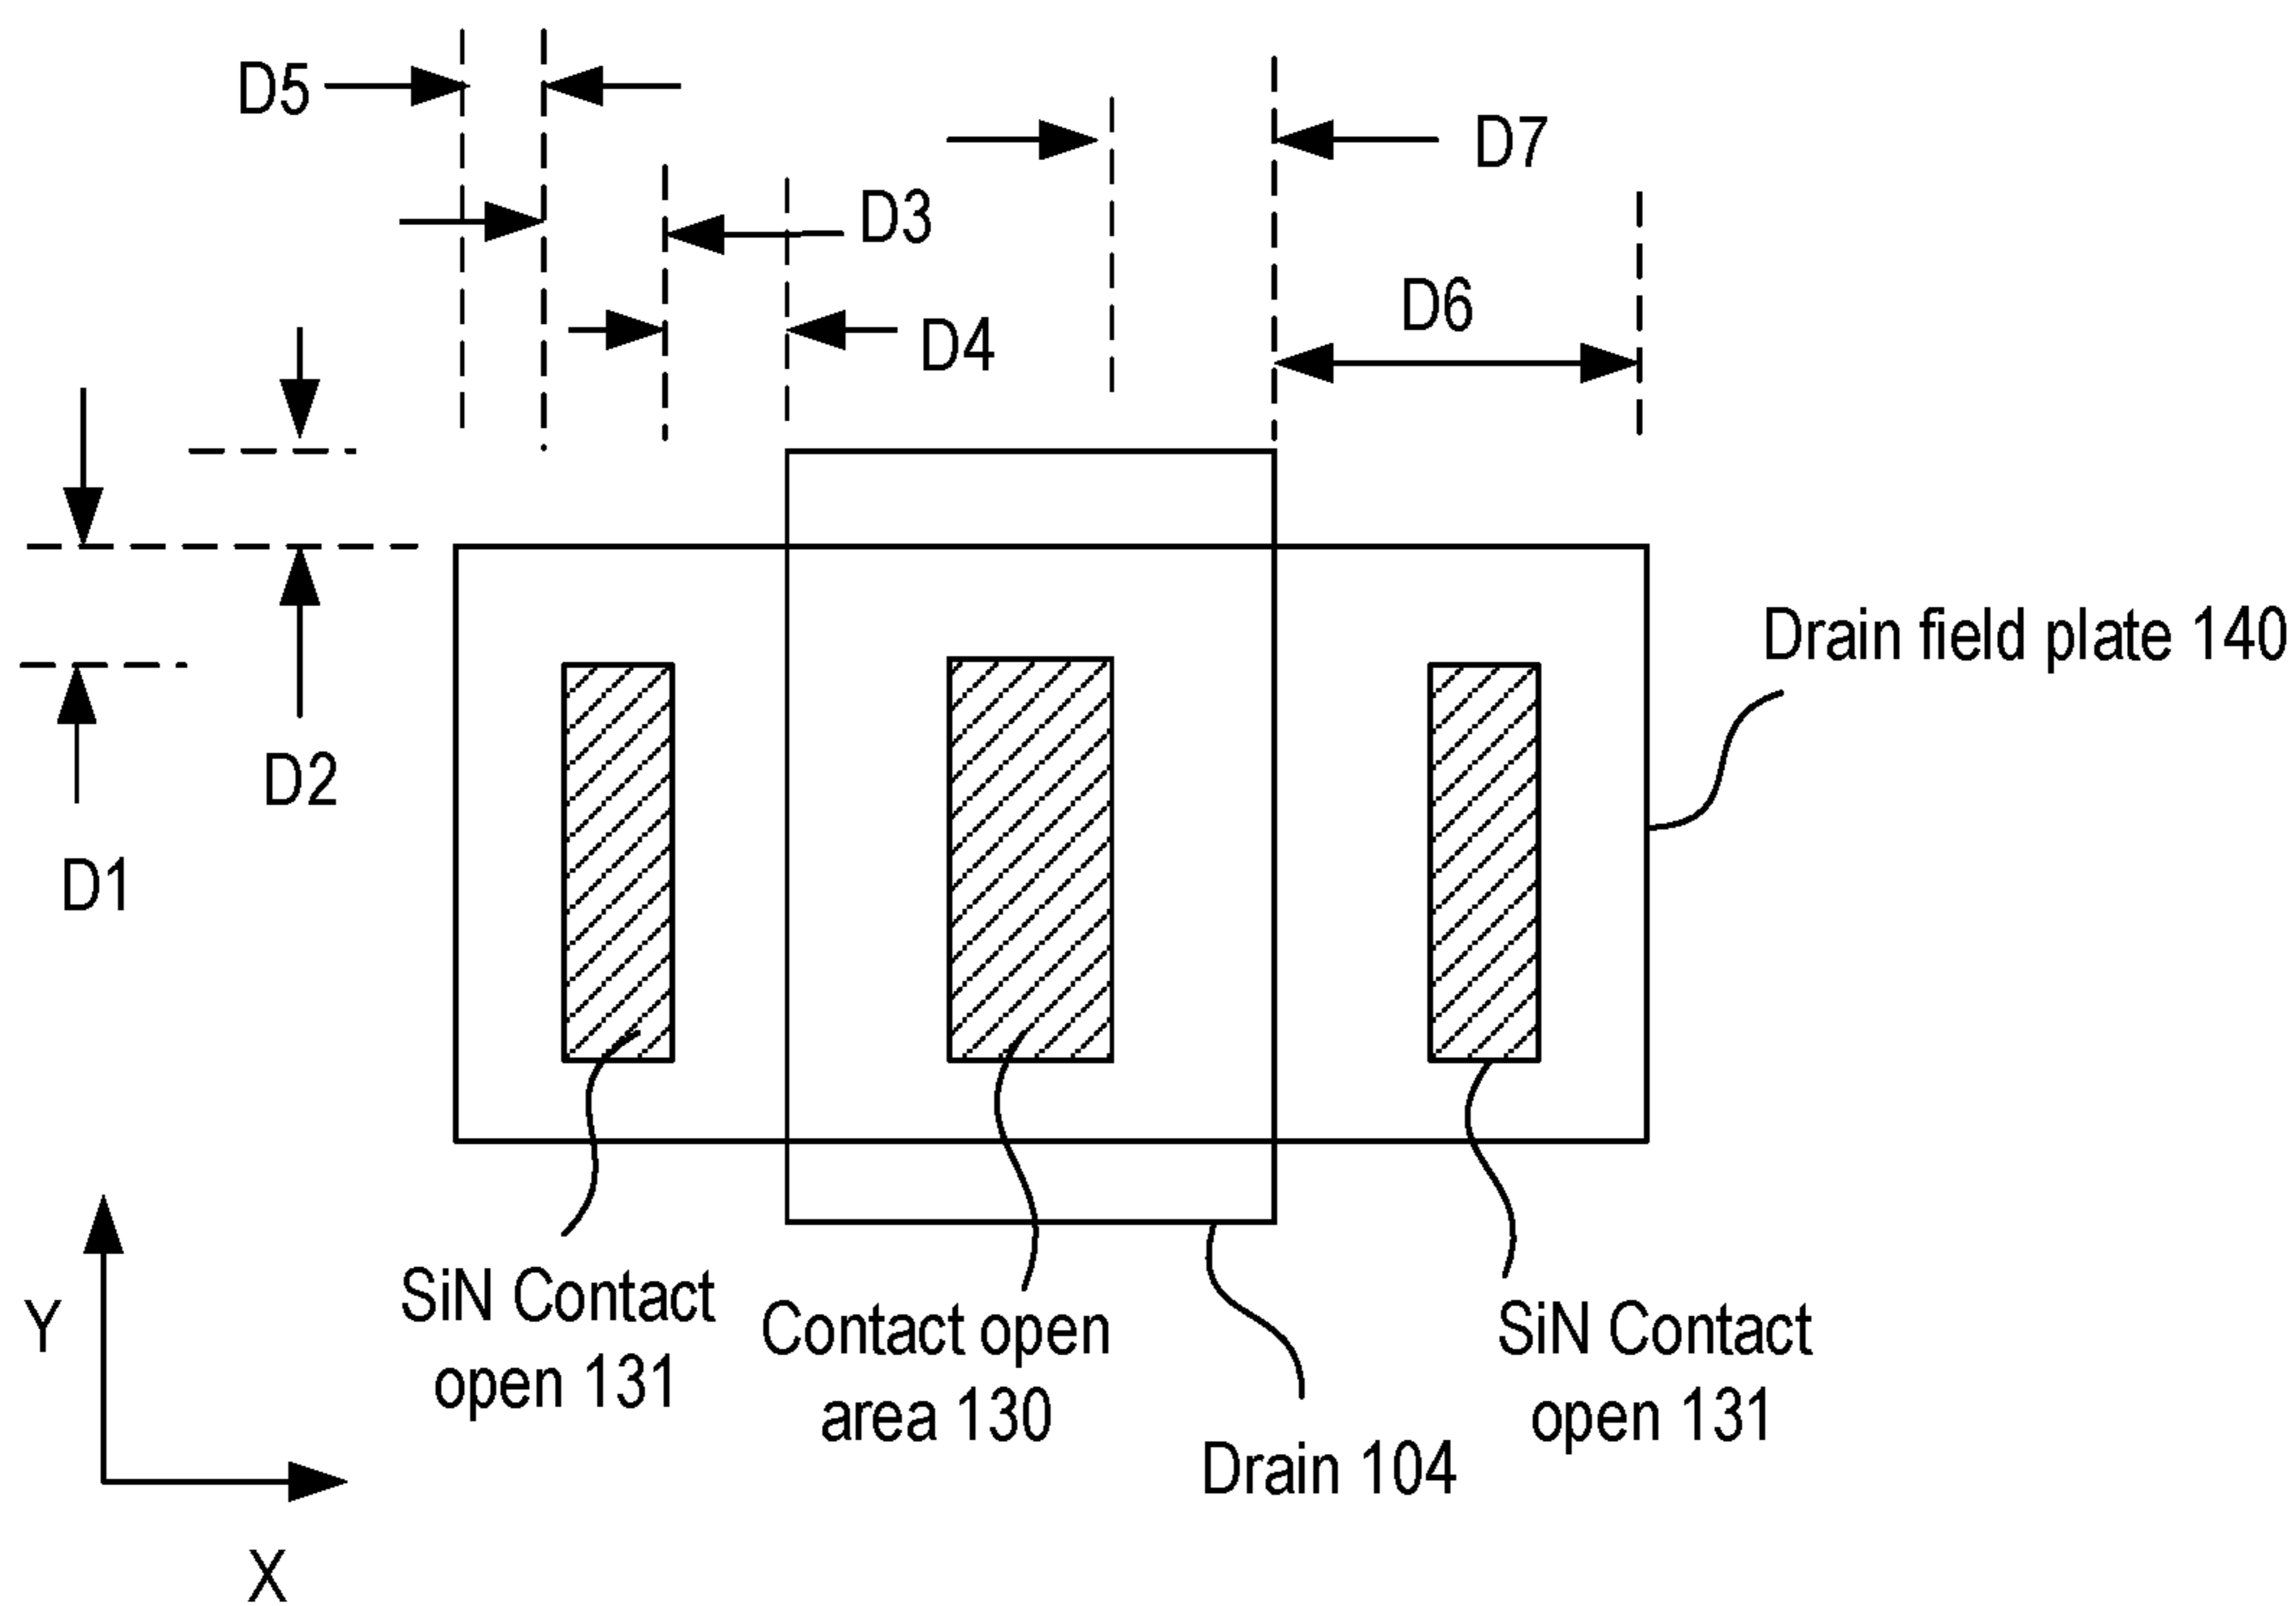 D5
D7
D3
D6
D4
Drain field plate 140
D2
D1
SiN Contact
open 131
Contact open
area 130
SiN Contact
open 131
Drain 104
Y
X